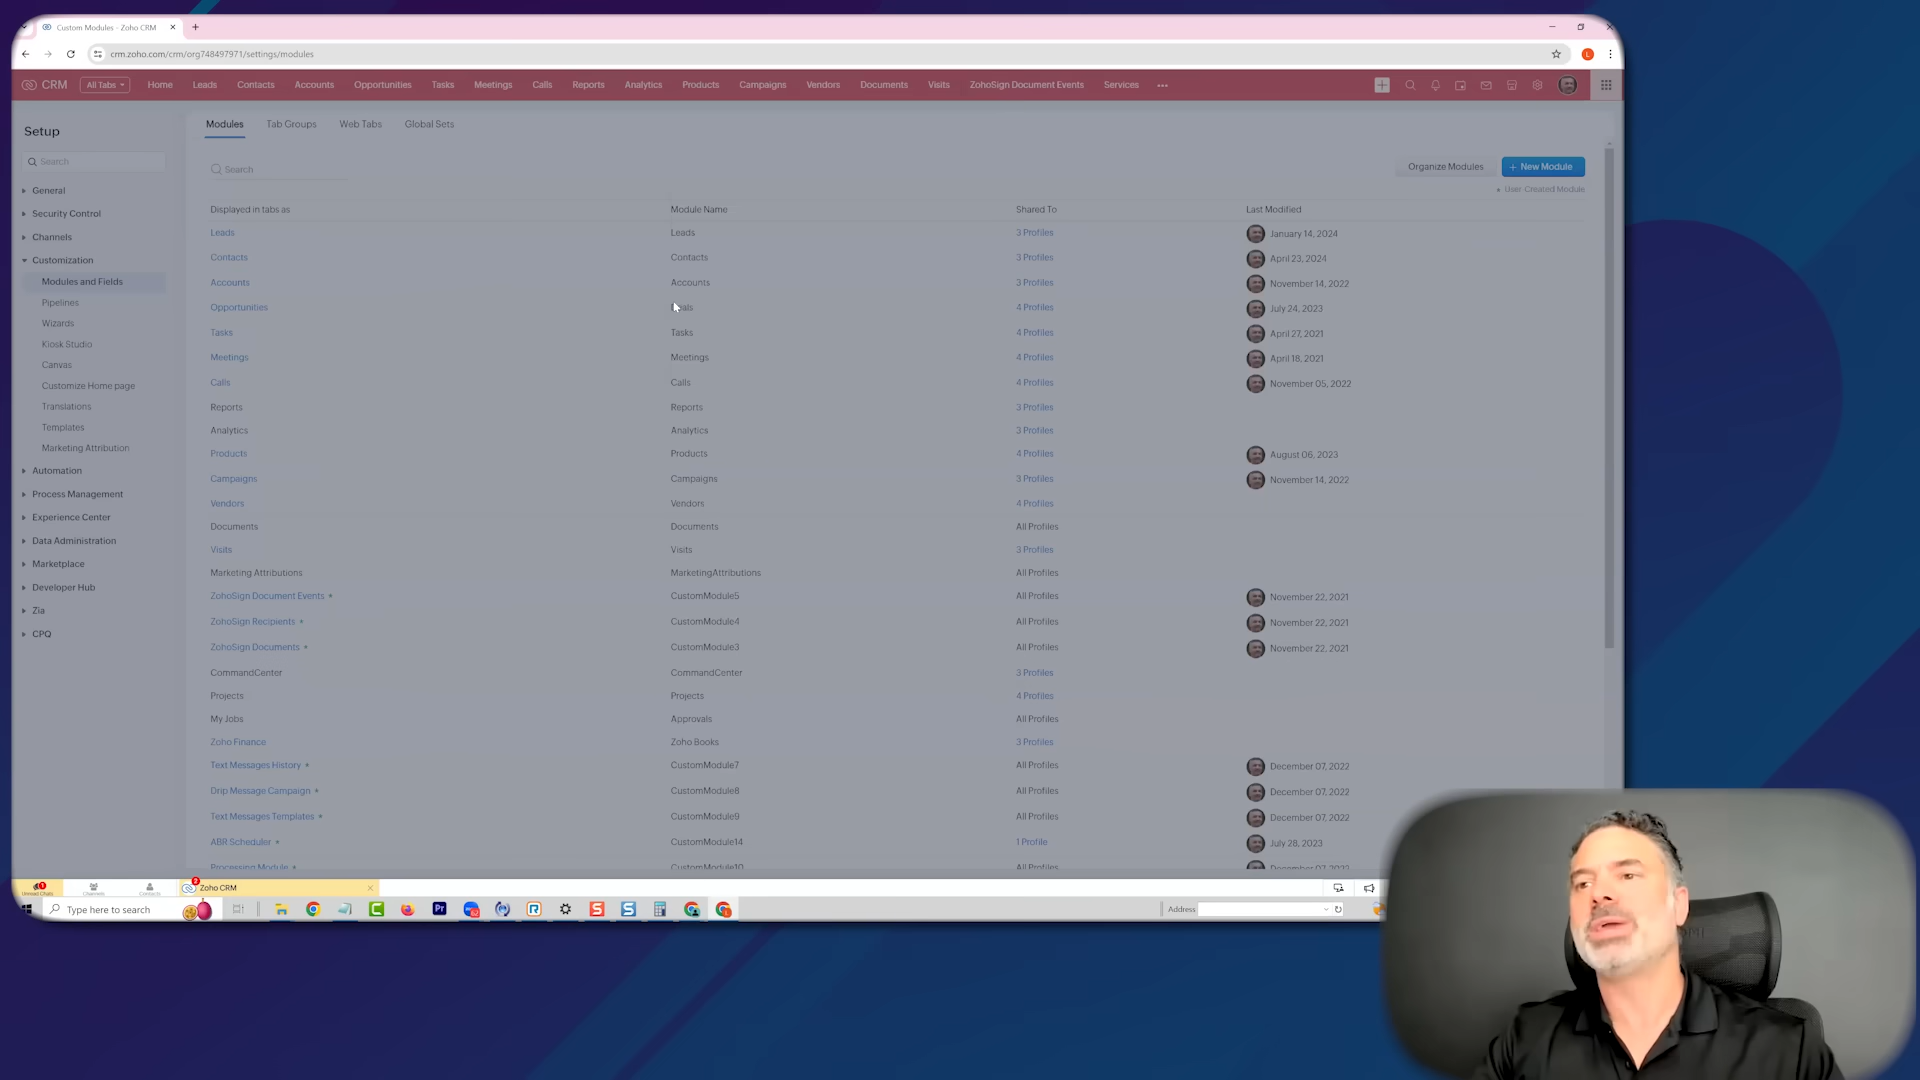 Custom Modules - Zoho CRM
crm.zoho.com/crm/org748497971/settings/modules
CRM
All Tabs
Home
Leads
Contacts
Accounts
Opportunities
Tasks
Meetings
Calls
Reports
Analytics
Products
Campaigns
Vendors
Documents
Visits
ZohoSign Document Events
Services
Setup
Search
General
Security Control
Channels
Customization
Modules and Fields
Pipelines
Wizards
Kiosk Studio
Canvas
Customize Home page
Translations
Templates
Marketing Attribution
Automation
Process Management
Experience Center
Data Administration
Marketplace
Developer Hub
Zia
CPQ
Modules Tab Groups Web Tabs Global Sets
Search
Organize Modules
+ New Module
User-Created Module
Displayed in tabs as Module Name Shared To Last Modified
Leads Leads 3 Profiles January 14, 2024
Contacts Contacts 3 Profiles April 23, 2024
Accounts Accounts 3 Profiles November 14, 2022
Opportunities 4 Profiles July 24, 2023
Tasks Tasks 4 Profiles April 27, 2021
Meetings Meetings 4 Profiles April 18, 2021
Calls Calls 4 Profiles November 05, 2022
Reports Reports 3 Profiles
Analytics Analytics 3 Profiles
Products Products 4 Profiles August 06, 2023
Campaigns Campaigns 3 Profiles November 14, 2022
Vendors Vendors 4 Profiles
Documents Documents All Profiles
Visits Visits 3 Profiles
Marketing Attributions MarketingAttributions All Profiles
ZohoSign Document Events CustomModule5 All Profiles November 22, 2021
ZohoSign Recipients CustomModule4 All Profiles November 22, 2021
ZohoSign Documents CustomModule3 All Profiles November 22, 2021
CommandCenter CommandCenter 3 Profiles
Projects Projects 4 Profiles
My Jobs Approvals All Profiles
Zoho Finance Zoho Books 3 Profiles
Text Messages History CustomModule7 All Profiles December 07, 2022
Drip Message Campaign CustomModule8 All Profiles December 07, 2022
Text Messages Templates CustomModule9 All Profiles December 07, 2022
ABR Scheduler CustomModule14 1 Profile July 28, 2023
Processing Module CustomModule10 All Profiles December 07, 2022
Unread Chats Channels Contacts
Zoho CRM
Type here to search
Address